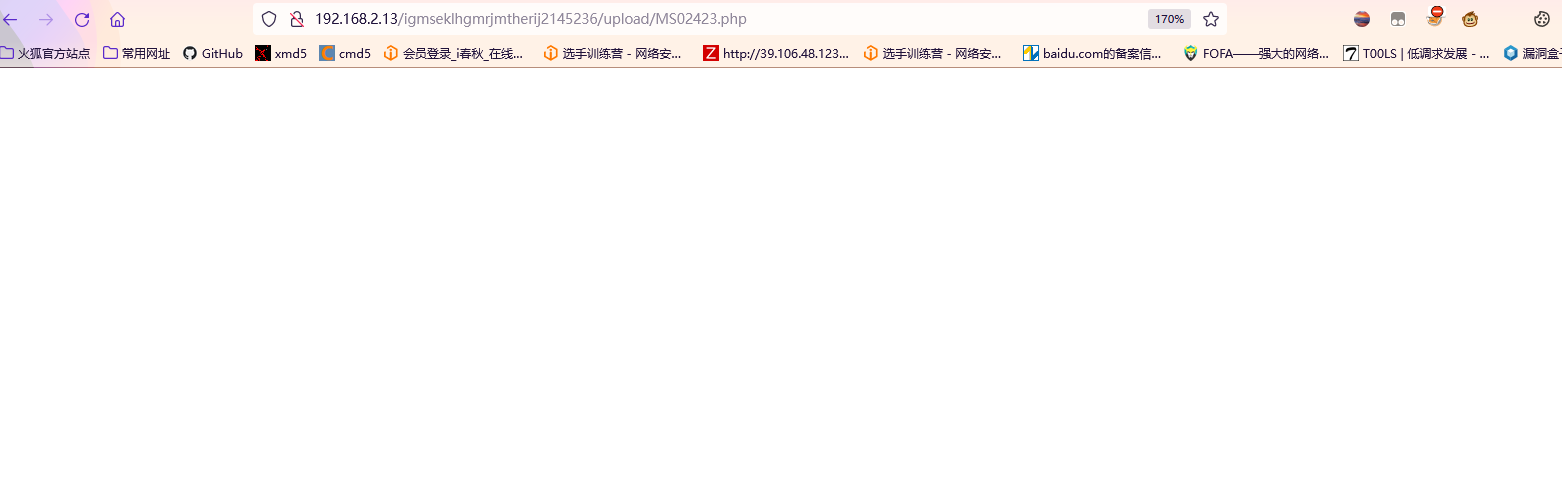 192.168.2.13/igmseklhgmrjmtherij2145236/upload/MS02423.php 170%
火狐官方站点 常用网址 GitHub xmd5 cmd5 会员登录_i春秋_在线... 选手训练营 - 网络安... Z http://39.106.48.123... 选手训练营 - 网络安... baidu.com的备案信... FOFA——强大的网络... 7 T00LS | 低调求发展 - ... 漏洞盒